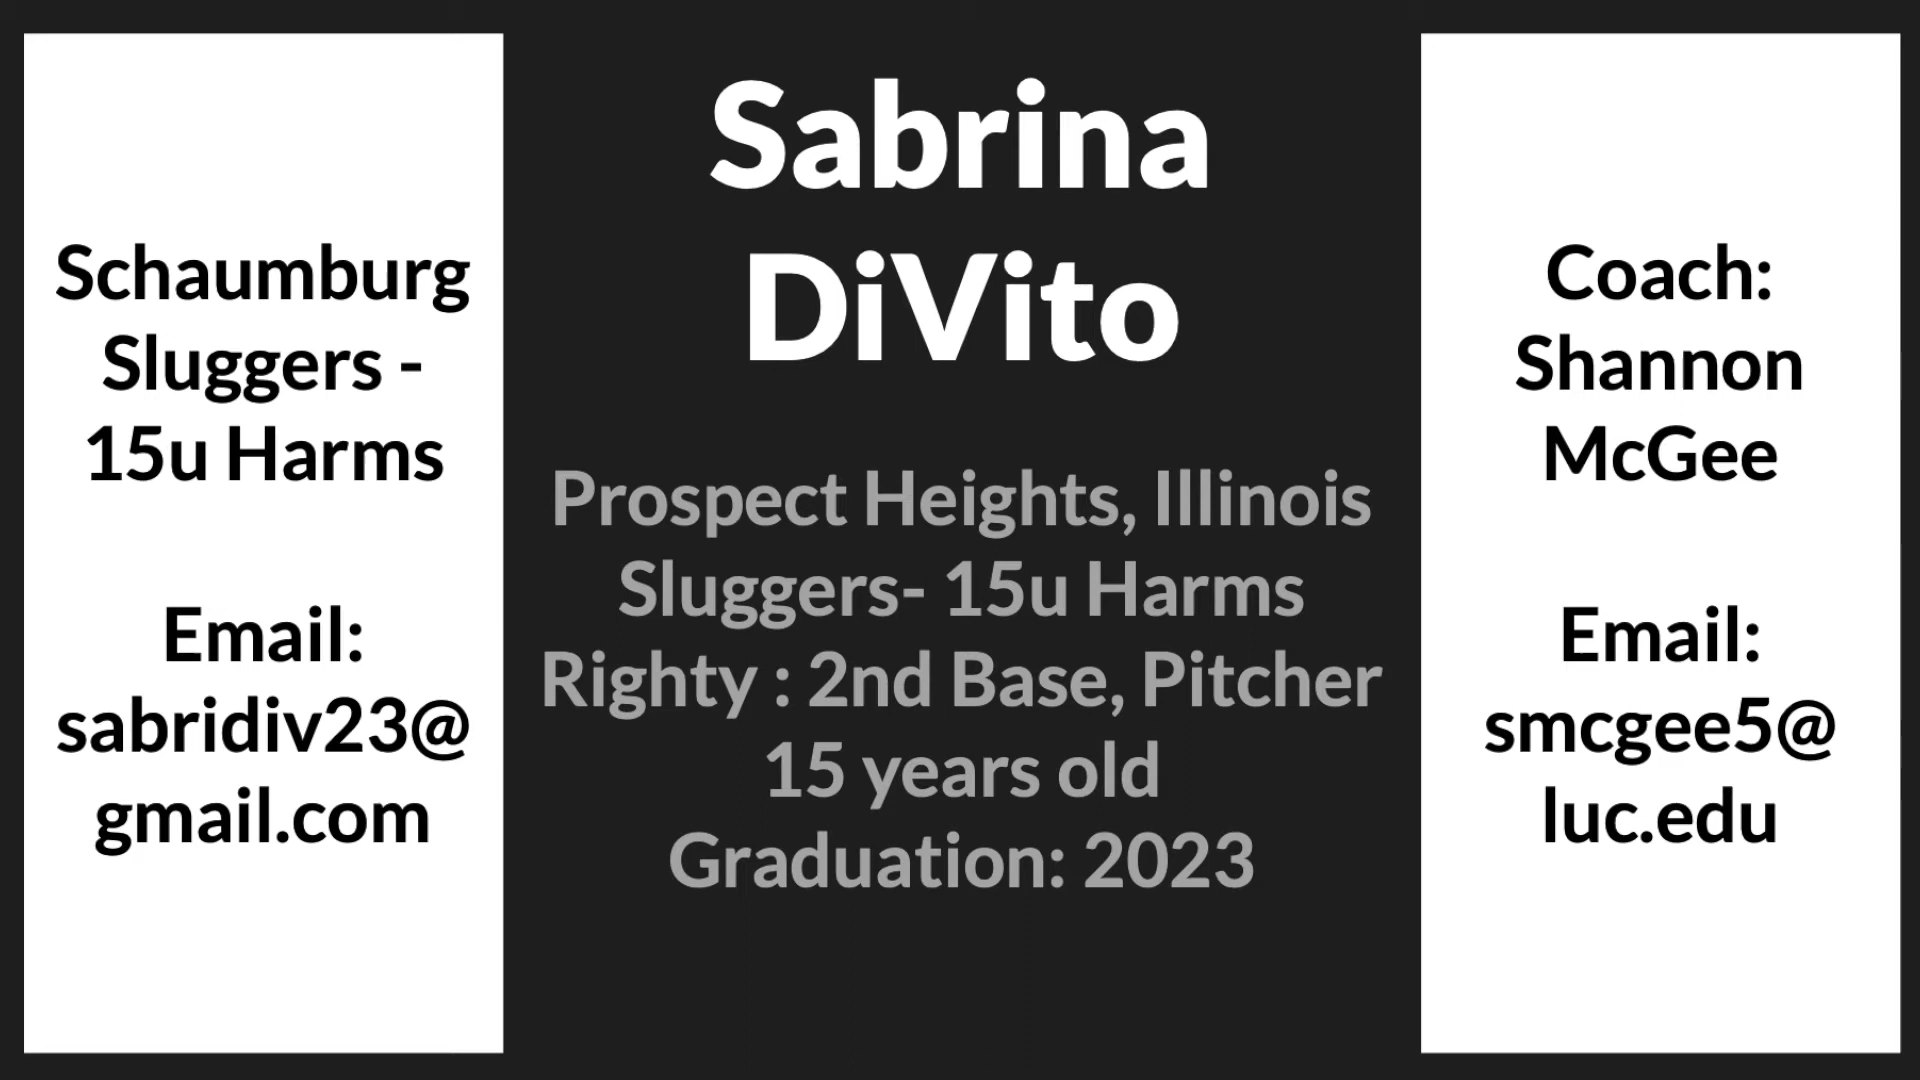 Schaumburg
Sluggers -
15u Harms
Email:
sabridiv23@
gmail.com
Sabrina
DiVito
Prospect Heights, Illinois
Sluggers- 15u Harms
Righty : 2nd Base, Pitcher
15 years old
Graduation: 2023
Coach:
Shannon
McGee
Email:
smcgee5@
luc.edu